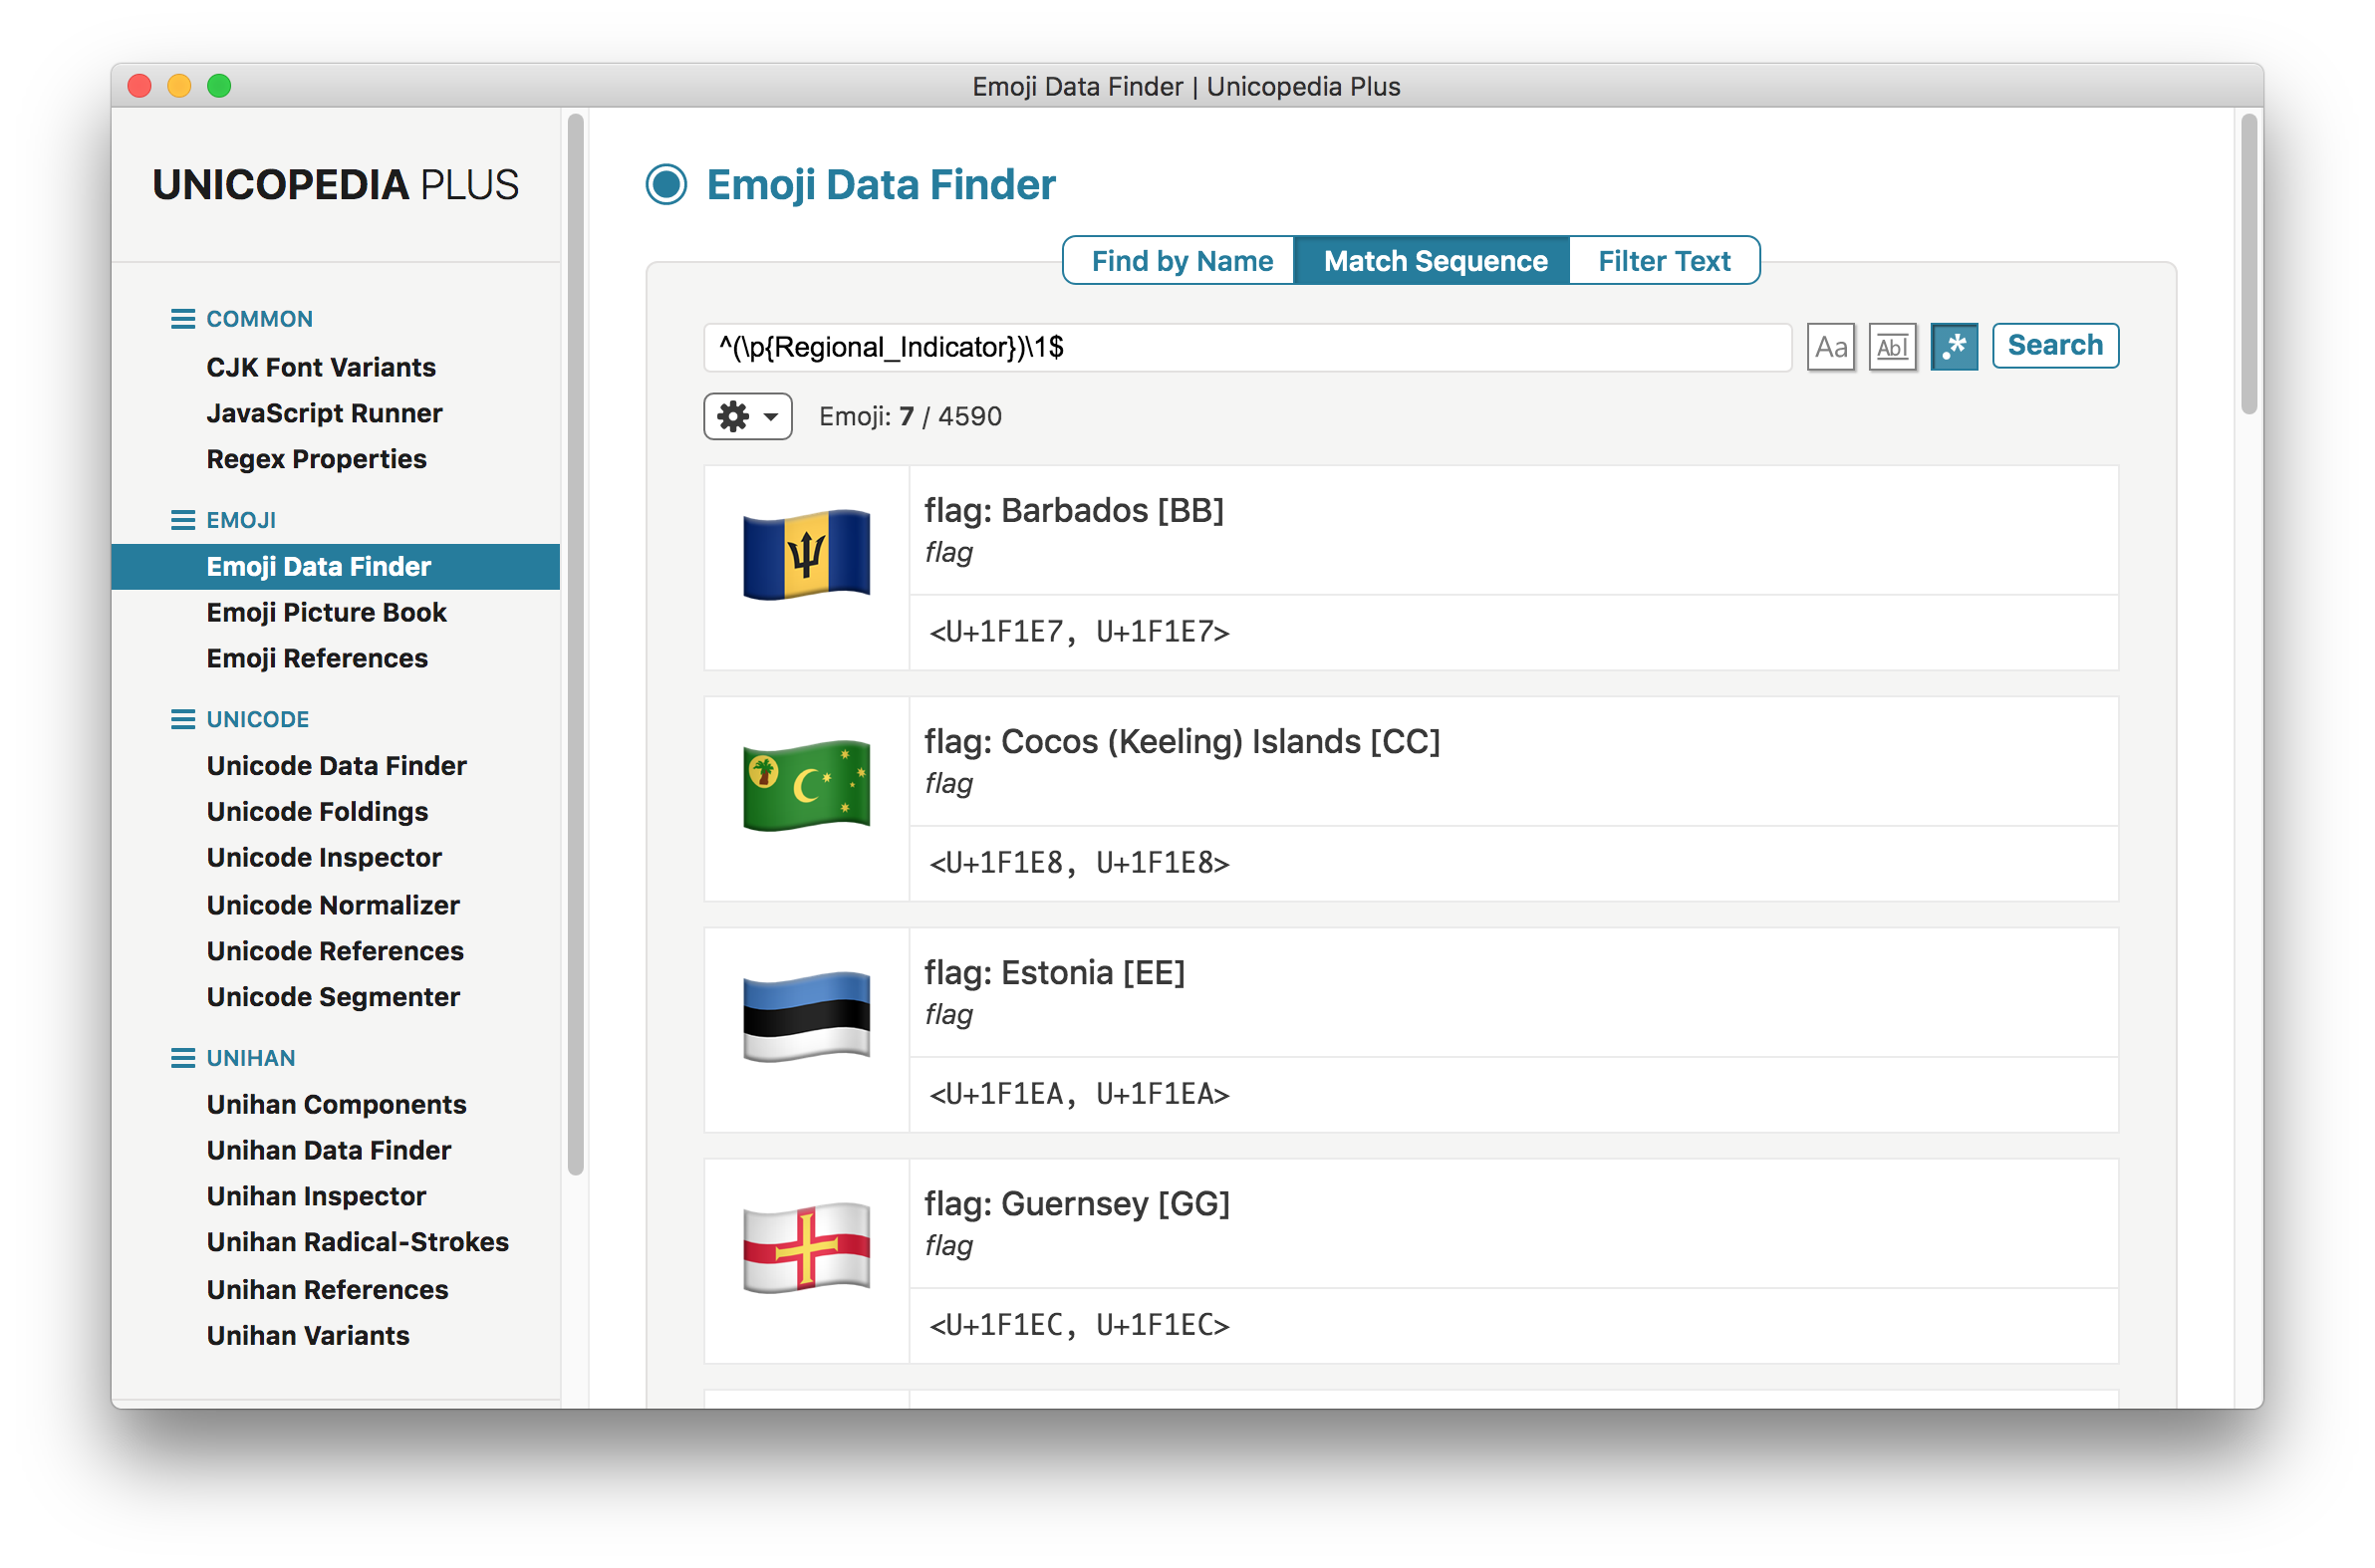 Emoji Data Finder | Unicopedia Plus
UNICOPEDIA PLUS
COMMON
CJK Font Variants
JavaScript Runner
Regex Properties
EMOJI
Emoji Data Finder
Emoji Picture Book
Emoji References
UNICODE
Unicode Data Finder
Unicode Foldings
Unicode Inspector
Unicode Normalizer
Unicode References
Unicode Segmenter
UNIHAN
Unihan Components
Unihan Data Finder
Unihan Inspector
Unihan Radical-Strokes
Unihan References
Unihan Variants
Emoji Data Finder
Find by Name Match Sequence Filter Text
^(\p{Regional_Indicator})\1$ Aa Abl .* Search
Emoji: 7 / 4590
flag: Barbados [BB]
flag
<U+1F1E7, U+1F1E7>
flag: Cocos (Keeling) Islands [CC]
flag
<U+1F1E8, U+1F1E8>
flag: Estonia [EE]
flag
<U+1F1EA, U+1F1EA>
flag: Guernsey [GG]
flag
<U+1F1EC, U+1F1EC>